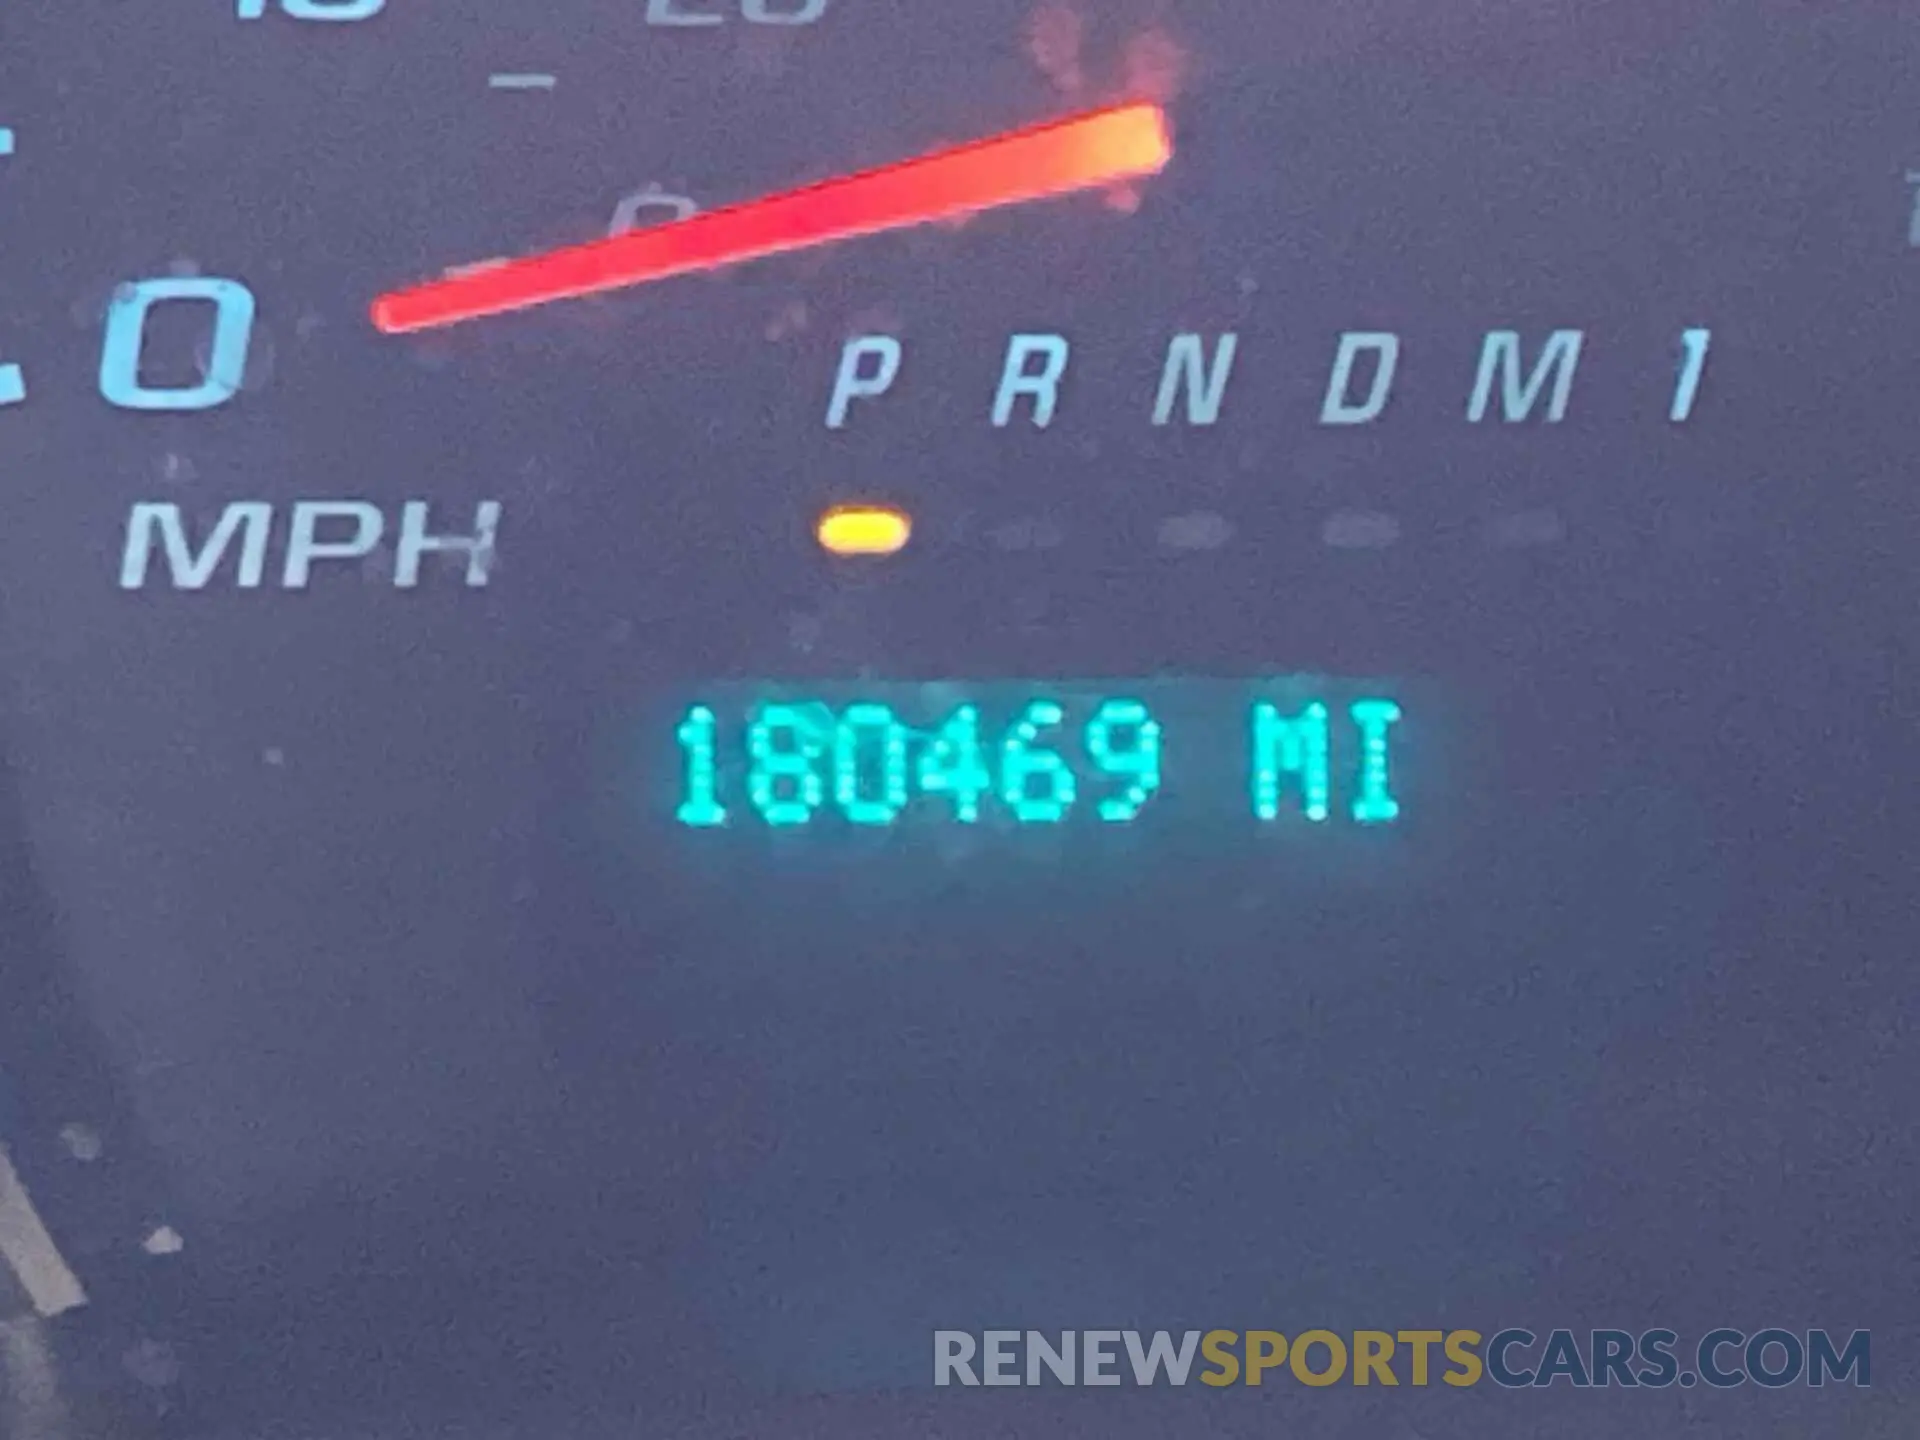 0
P R N D M 1
MPH
180469 MI
RENEWSPORTSCARS.COM